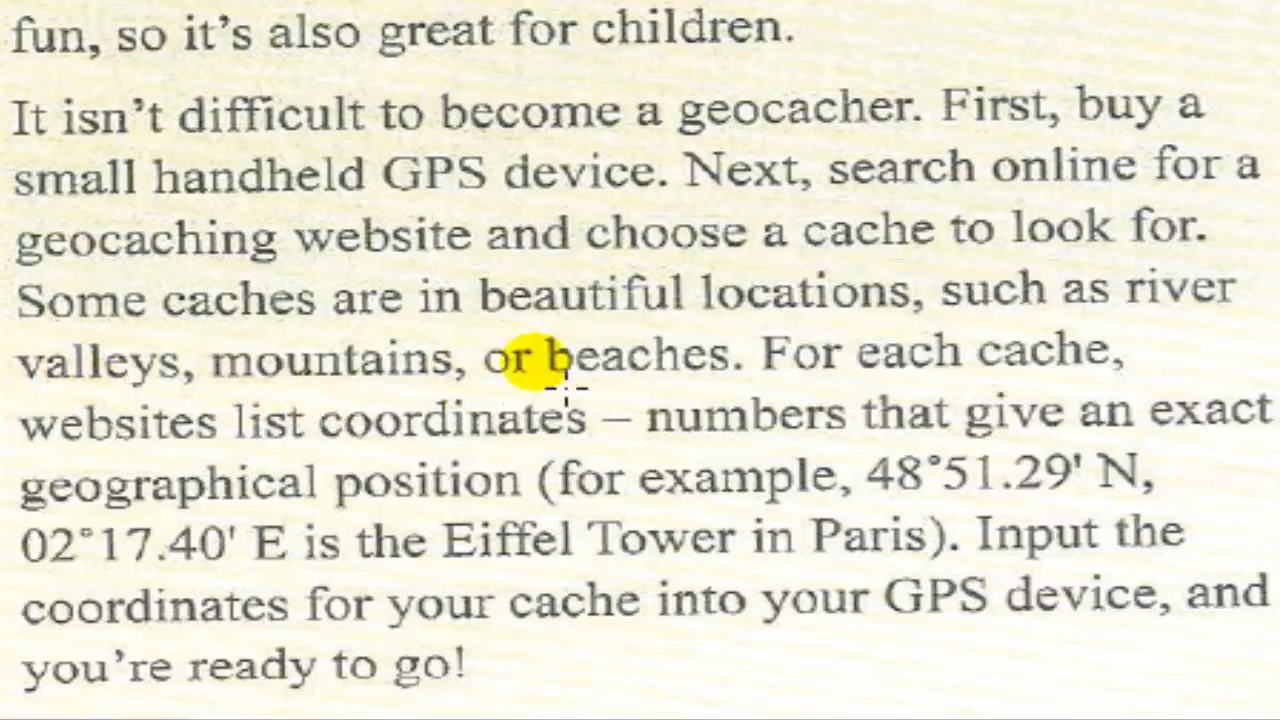 fun, so it's also great for children.
It isn't difficult to become a geocacher. First, buy a
small handheld GPS device. Next, search online for a
geocaching website and choose a cache to look for.
Some caches are in beautiful locations, such as river
valleys, mountains, or beaches. For each cache,
websites list coordinates – numbers that give an exact
geographical position (for example, 48°51.29' N,
02°17.40' E is the Eiffel Tower in Paris). Input the
coordinates for your cache into your GPS device, and
you're ready to go!